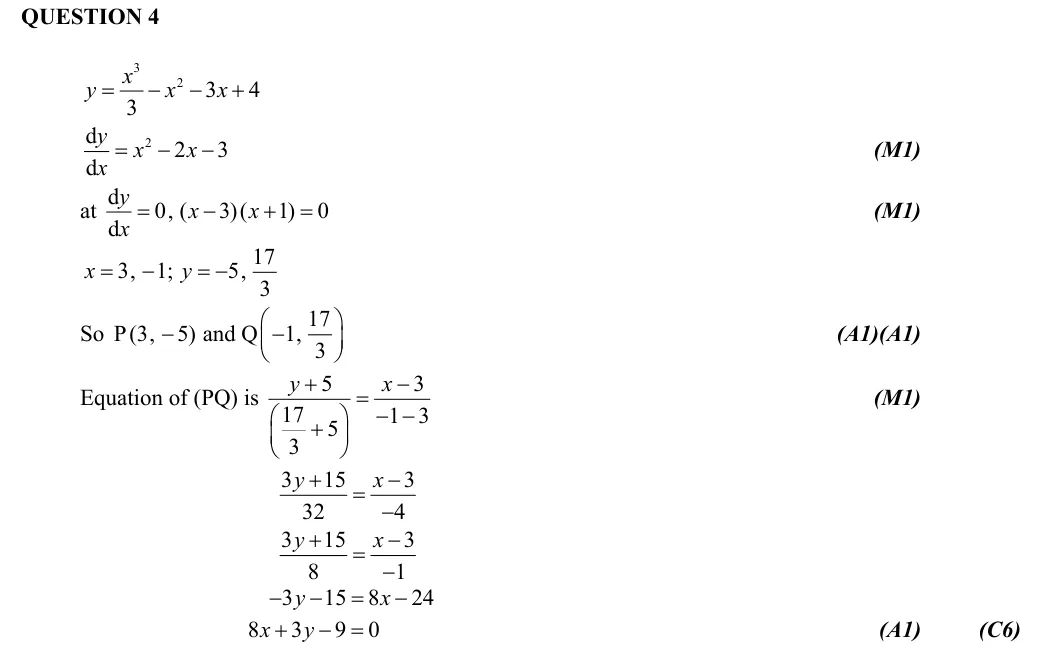 QUESTION 4
y = x³/3 − x² − 3x + 4
dy/dx = x² − 2x − 3 (M1)
at dy/dx = 0, (x − 3)(x + 1) = 0 (M1)
x = 3, −1; y = −5, 17/3
So P(3, −5) and Q(−1, 17/3) (A1)(A1)
Equation of (PQ) is (y + 5)/(17/3 + 5) = (x − 3)/(−1 − 3) (M1)
(3y + 15)/32 = (x − 3)/−4
(3y + 15)/8 = (x − 3)/−1
−3y − 15 = 8x − 24
8x + 3y − 9 = 0 (A1) (C6)